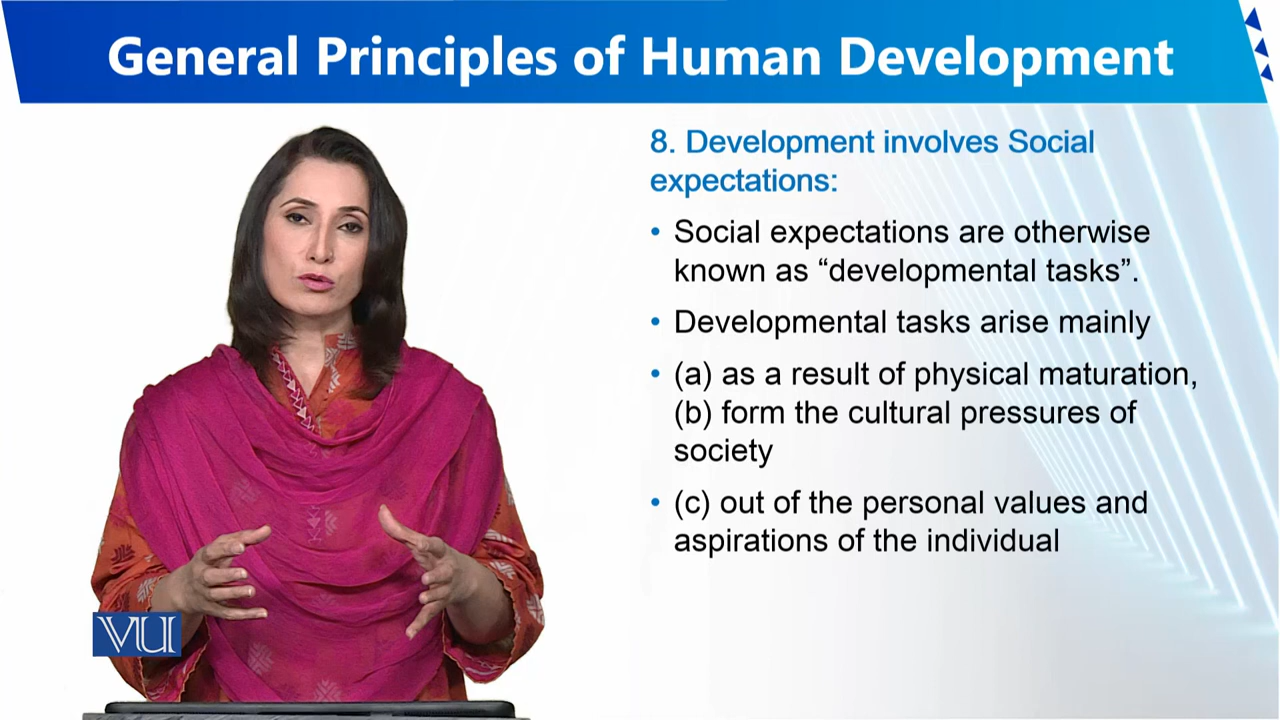 General Principles of Human Development
8. Development involves Social
expectations:
• Social expectations are otherwise
known as “developmental tasks”.
• Developmental tasks arise mainly
• (a) as a result of physical maturation,
(b) form the cultural pressures of
society
• (c) out of the personal values and
aspirations of the individual
VU